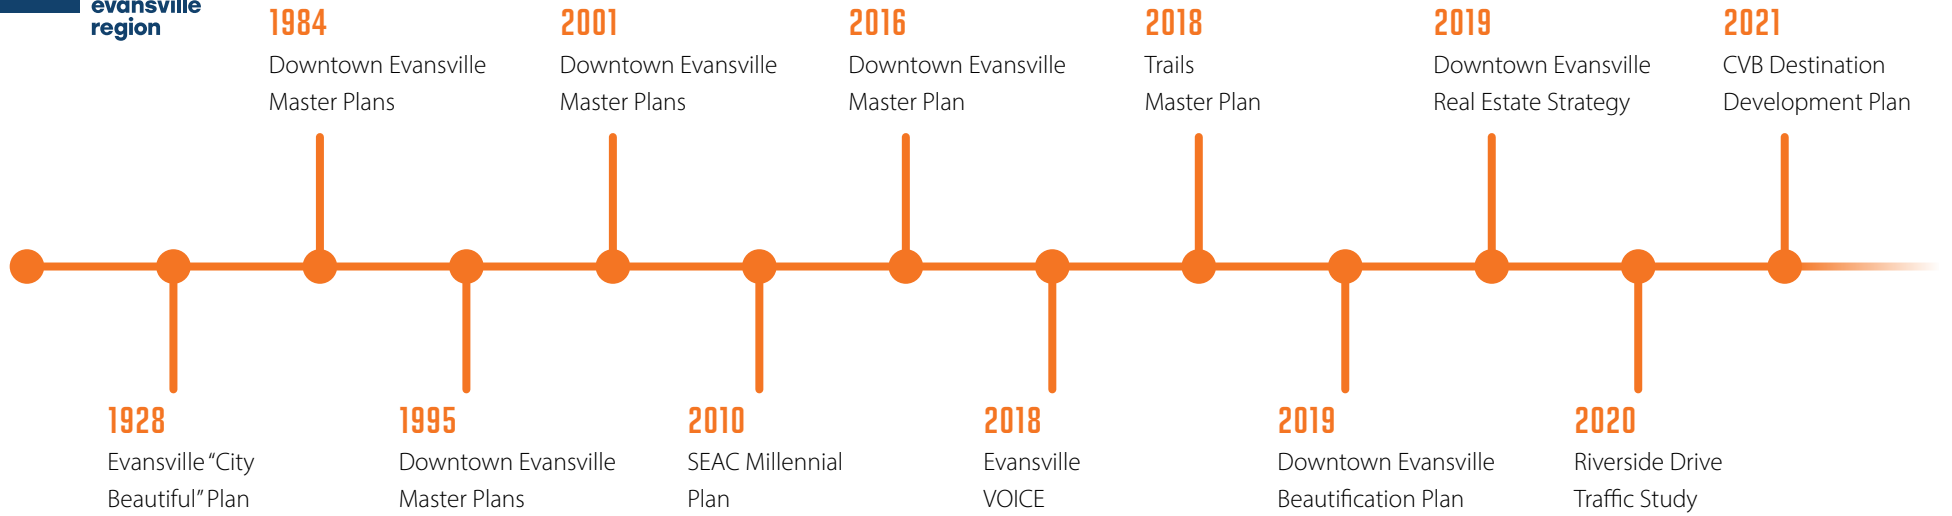 evansville
region
1984
Downtown Evansville
Master Plans
2001
Downtown Evansville
Master Plans
2016
Downtown Evansville
Master Plan
2018
Trails
Master Plan
2019
Downtown Evansville
Real Estate Strategy
2021
CVB Destination
Development Plan
1928
Evansville “City
Beautiful” Plan
1995
Downtown Evansville
Master Plans
2010
SEAC Millennial
Plan
2018
Evansville
VOICE
2019
Downtown Evansville
Beautification Plan
2020
Riverside Drive
Traffic Study